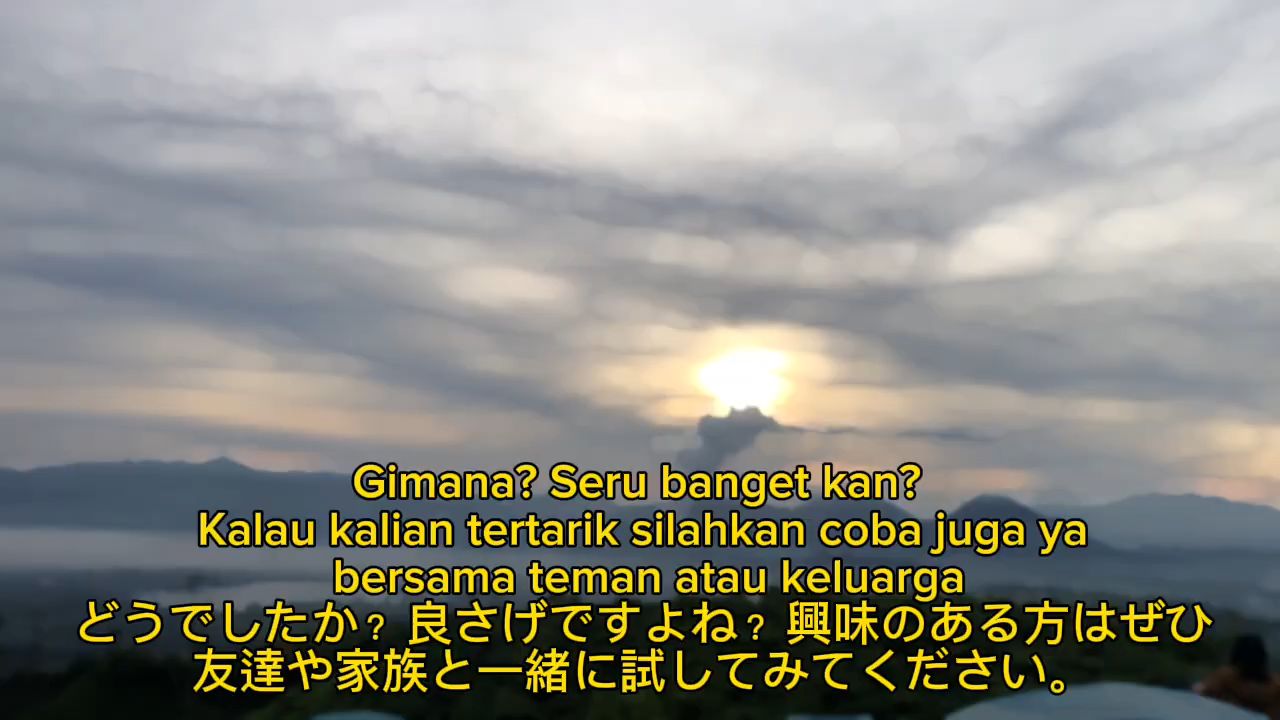 Gimana? Seru banget kan?
Kalau kalian tertarik silahkan coba juga ya
bersama teman atau keluarga
どうでしたか？良さげですよね？興味のある方はぜひ
友達や家族と一緒に試してみてください。